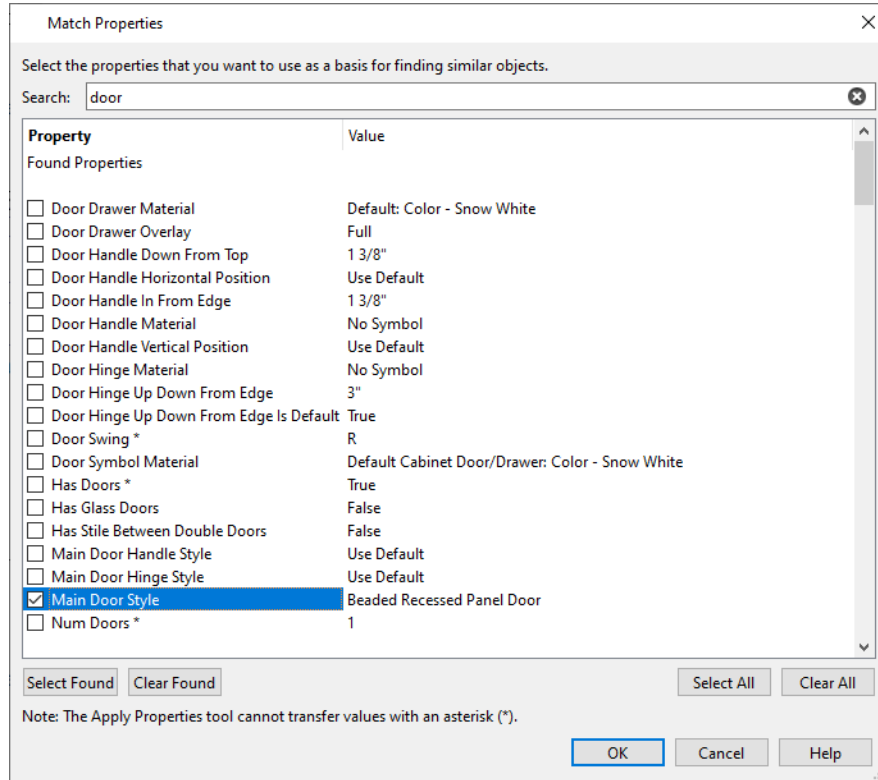 Match Properties
Select the properties that you want to use as a basis for finding similar objects.
Search: door
Property Value
Found Properties
Door Drawer Material Default: Color - Snow White
Door Drawer Overlay Full
Door Handle Down From Top 1 3/8"
Door Handle Horizontal Position Use Default
Door Handle In From Edge 1 3/8"
Door Handle Material No Symbol
Door Handle Vertical Position Use Default
Door Hinge Material No Symbol
Door Hinge Up Down From Edge 3"
Door Hinge Up Down From Edge Is Default True
Door Swing * R
Door Symbol Material Default Cabinet Door/Drawer: Color - Snow White
Has Doors * True
Has Glass Doors False
Has Stile Between Double Doors False
Main Door Handle Style Use Default
Main Door Hinge Style Use Default
Main Door Style Beaded Recessed Panel Door
Num Doors * 1
Select Found Clear Found Select All Clear All
Note: The Apply Properties tool cannot transfer values with an asterisk (*).
OK Cancel Help